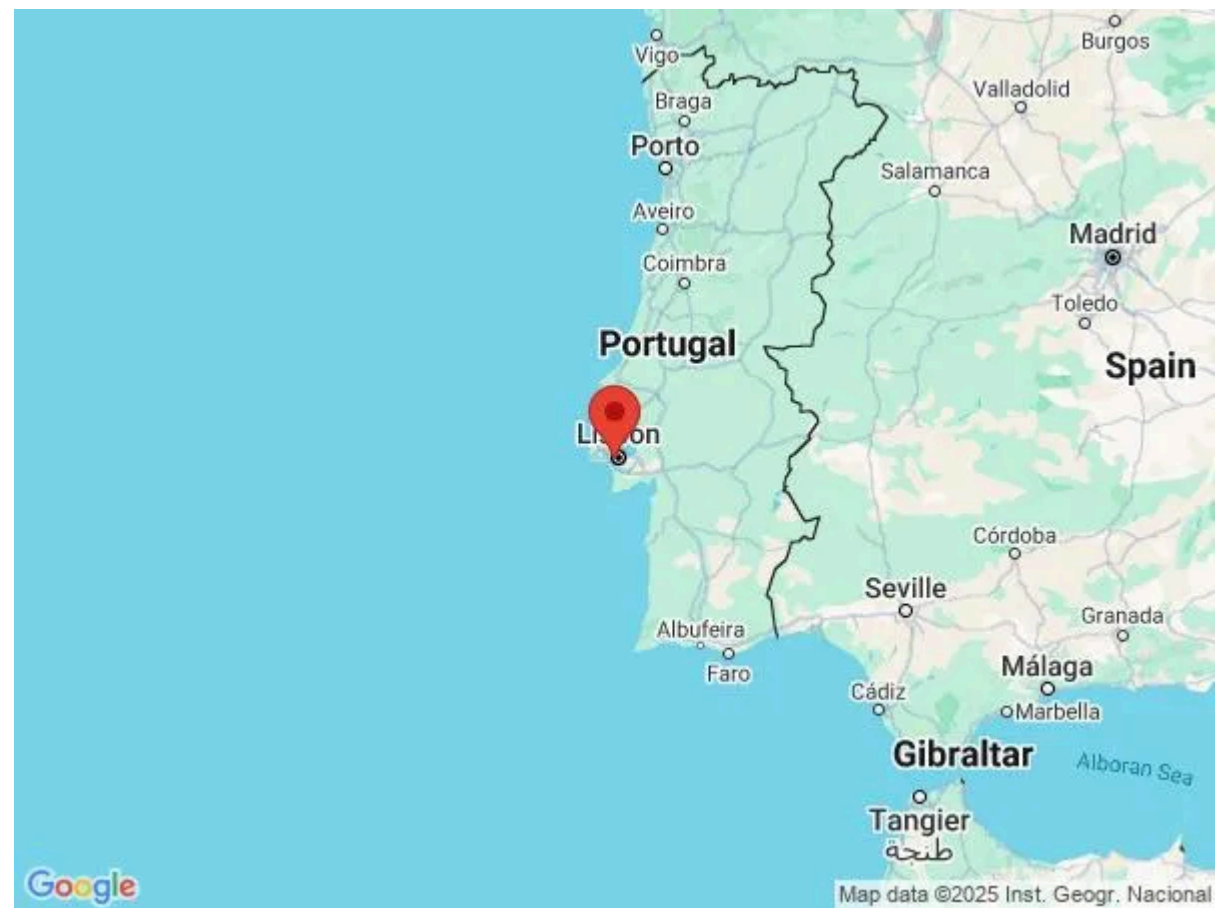 Burgos
Vigo
Valladolid
Braga
Porto
Salamanca
Aveiro
Madrid
Coimbra
Toledo
Portugal
Spain
Lisbon
Córdoba
Seville
Granada
Albufeira
Málaga
Faro
Cádiz
Marbella
Gibraltar
Alboran Sea
Tangier
طنجة
Google
Map data ©2025 Inst. Geogr. Nacional